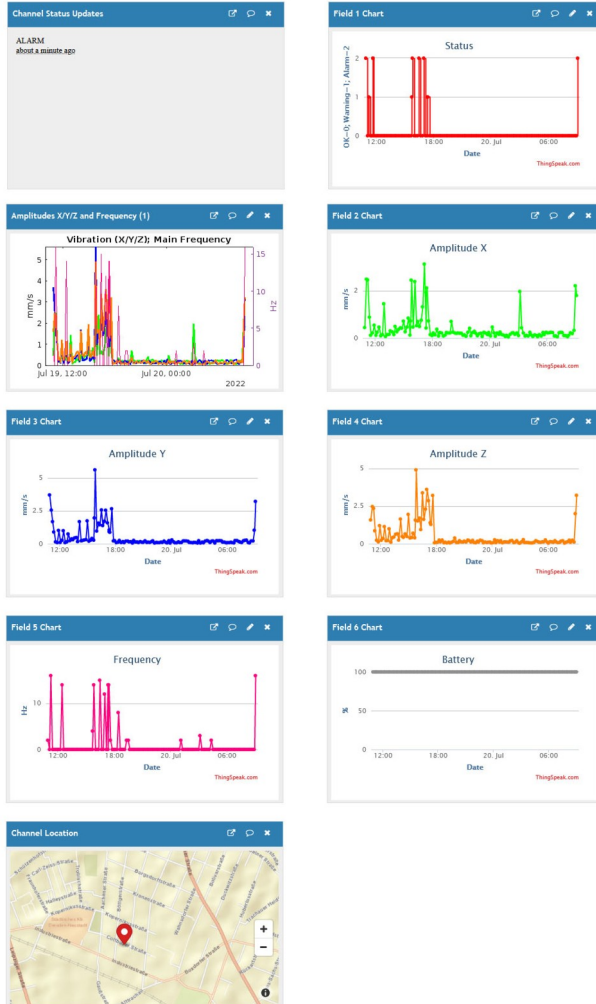 Channel Status Updates
ALARM
about a minute ago
Field 1 Chart
Status
OK=0; Warning=1; Alarm=2
2
1
0
12:00 18:00 20. Jul 06:00
Date
ThingSpeak.com
Amplitudes X/Y/Z and Frequency (1)
Vibration (X/Y/Z); Main Frequency
mm/s
5
4
3
2
1
0
15
10
5
0
Hz
Jul 19, 12:00 Jul 20, 00:00
2022
Field 2 Chart
Amplitude X
mm/s
2
0
12:00 18:00 20. Jul 06:00
Date
ThingSpeak.com
Field 3 Chart
Amplitude Y
mm/s
5
2.5
0
12:00 18:00 20. Jul 06:00
Date
ThingSpeak.com
Field 4 Chart
Amplitude Z
mm/s
5
2.5
0
12:00 18:00 20. Jul 06:00
Date
ThingSpeak.com
Field 5 Chart
Frequency
Hz
10
0
12:00 18:00 20. Jul 06:00
Date
ThingSpeak.com
Field 6 Chart
Battery
%
100
50
0
12:00 18:00 20. Jul 06:00
Date
ThingSpeak.com
Channel Location
Carl-Zeiss-Straße
Halleystraße
Industriestraße
Industriestraße
+
−